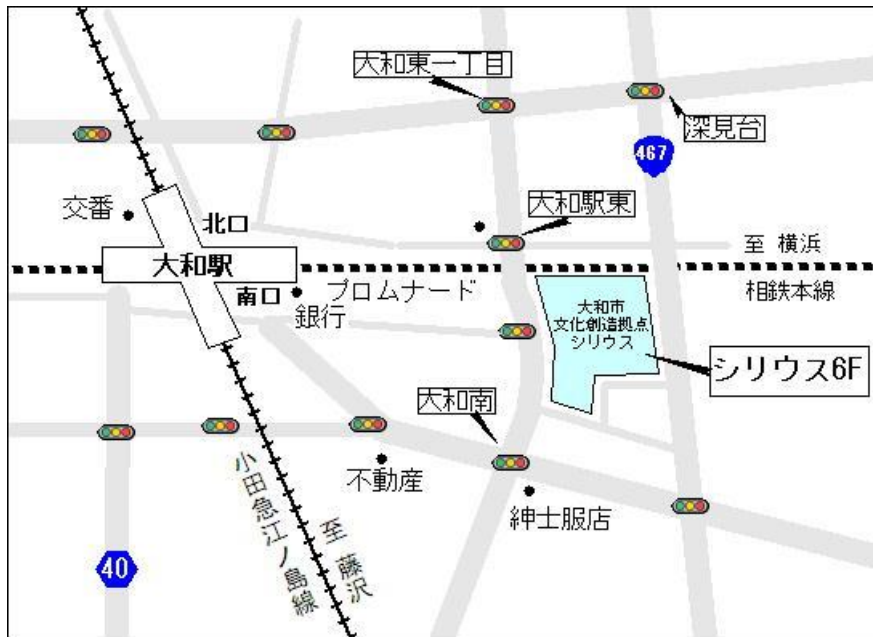 大和東一丁目
深見台
467
交番
北口
大和駅東
至 横浜
大和駅
南口
プロムナード
相鉄本線
銀行
大和市
文化創造拠点
シリウス
シリウス6F
大和南
不動産
紳士服店
小田急江ノ島線
至 藤沢
40